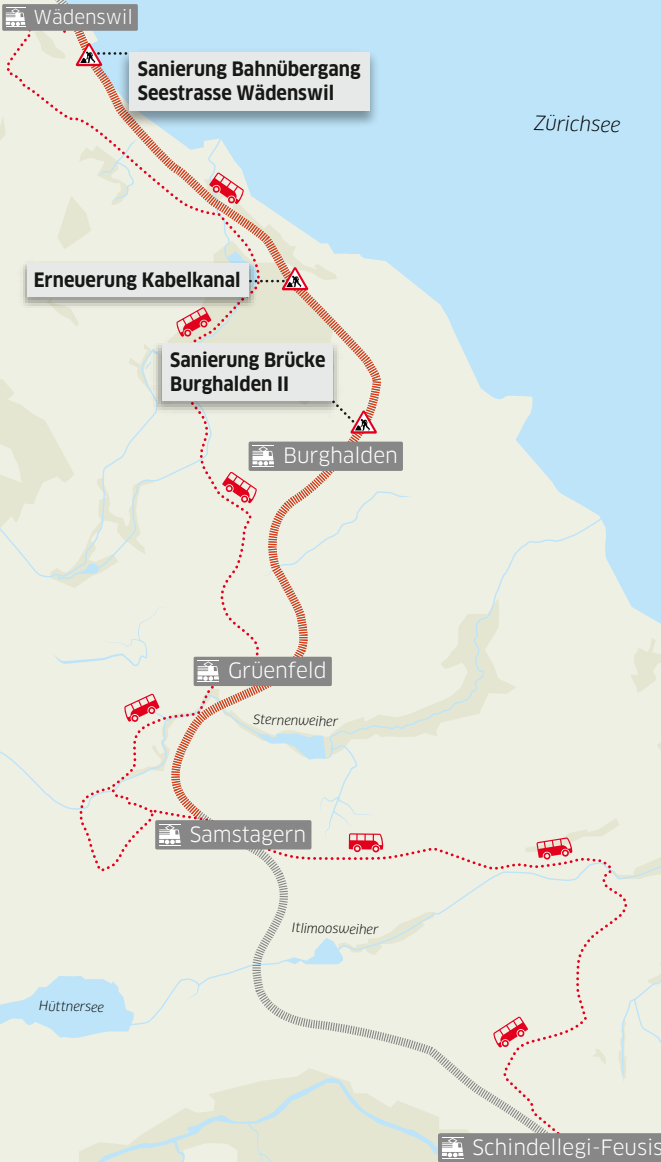 Wädenswil
Sanierung Bahnübergang
Seestrasse Wädenswil
Zürichsee
Erneuerung Kabelkanal
Sanierung Brücke
Burghalden II
Burghalden
Grüenfeld
Sternenweiher
Samstagern
Itlimoosweiher
Hüttnersee
Schindellegi-Feusis